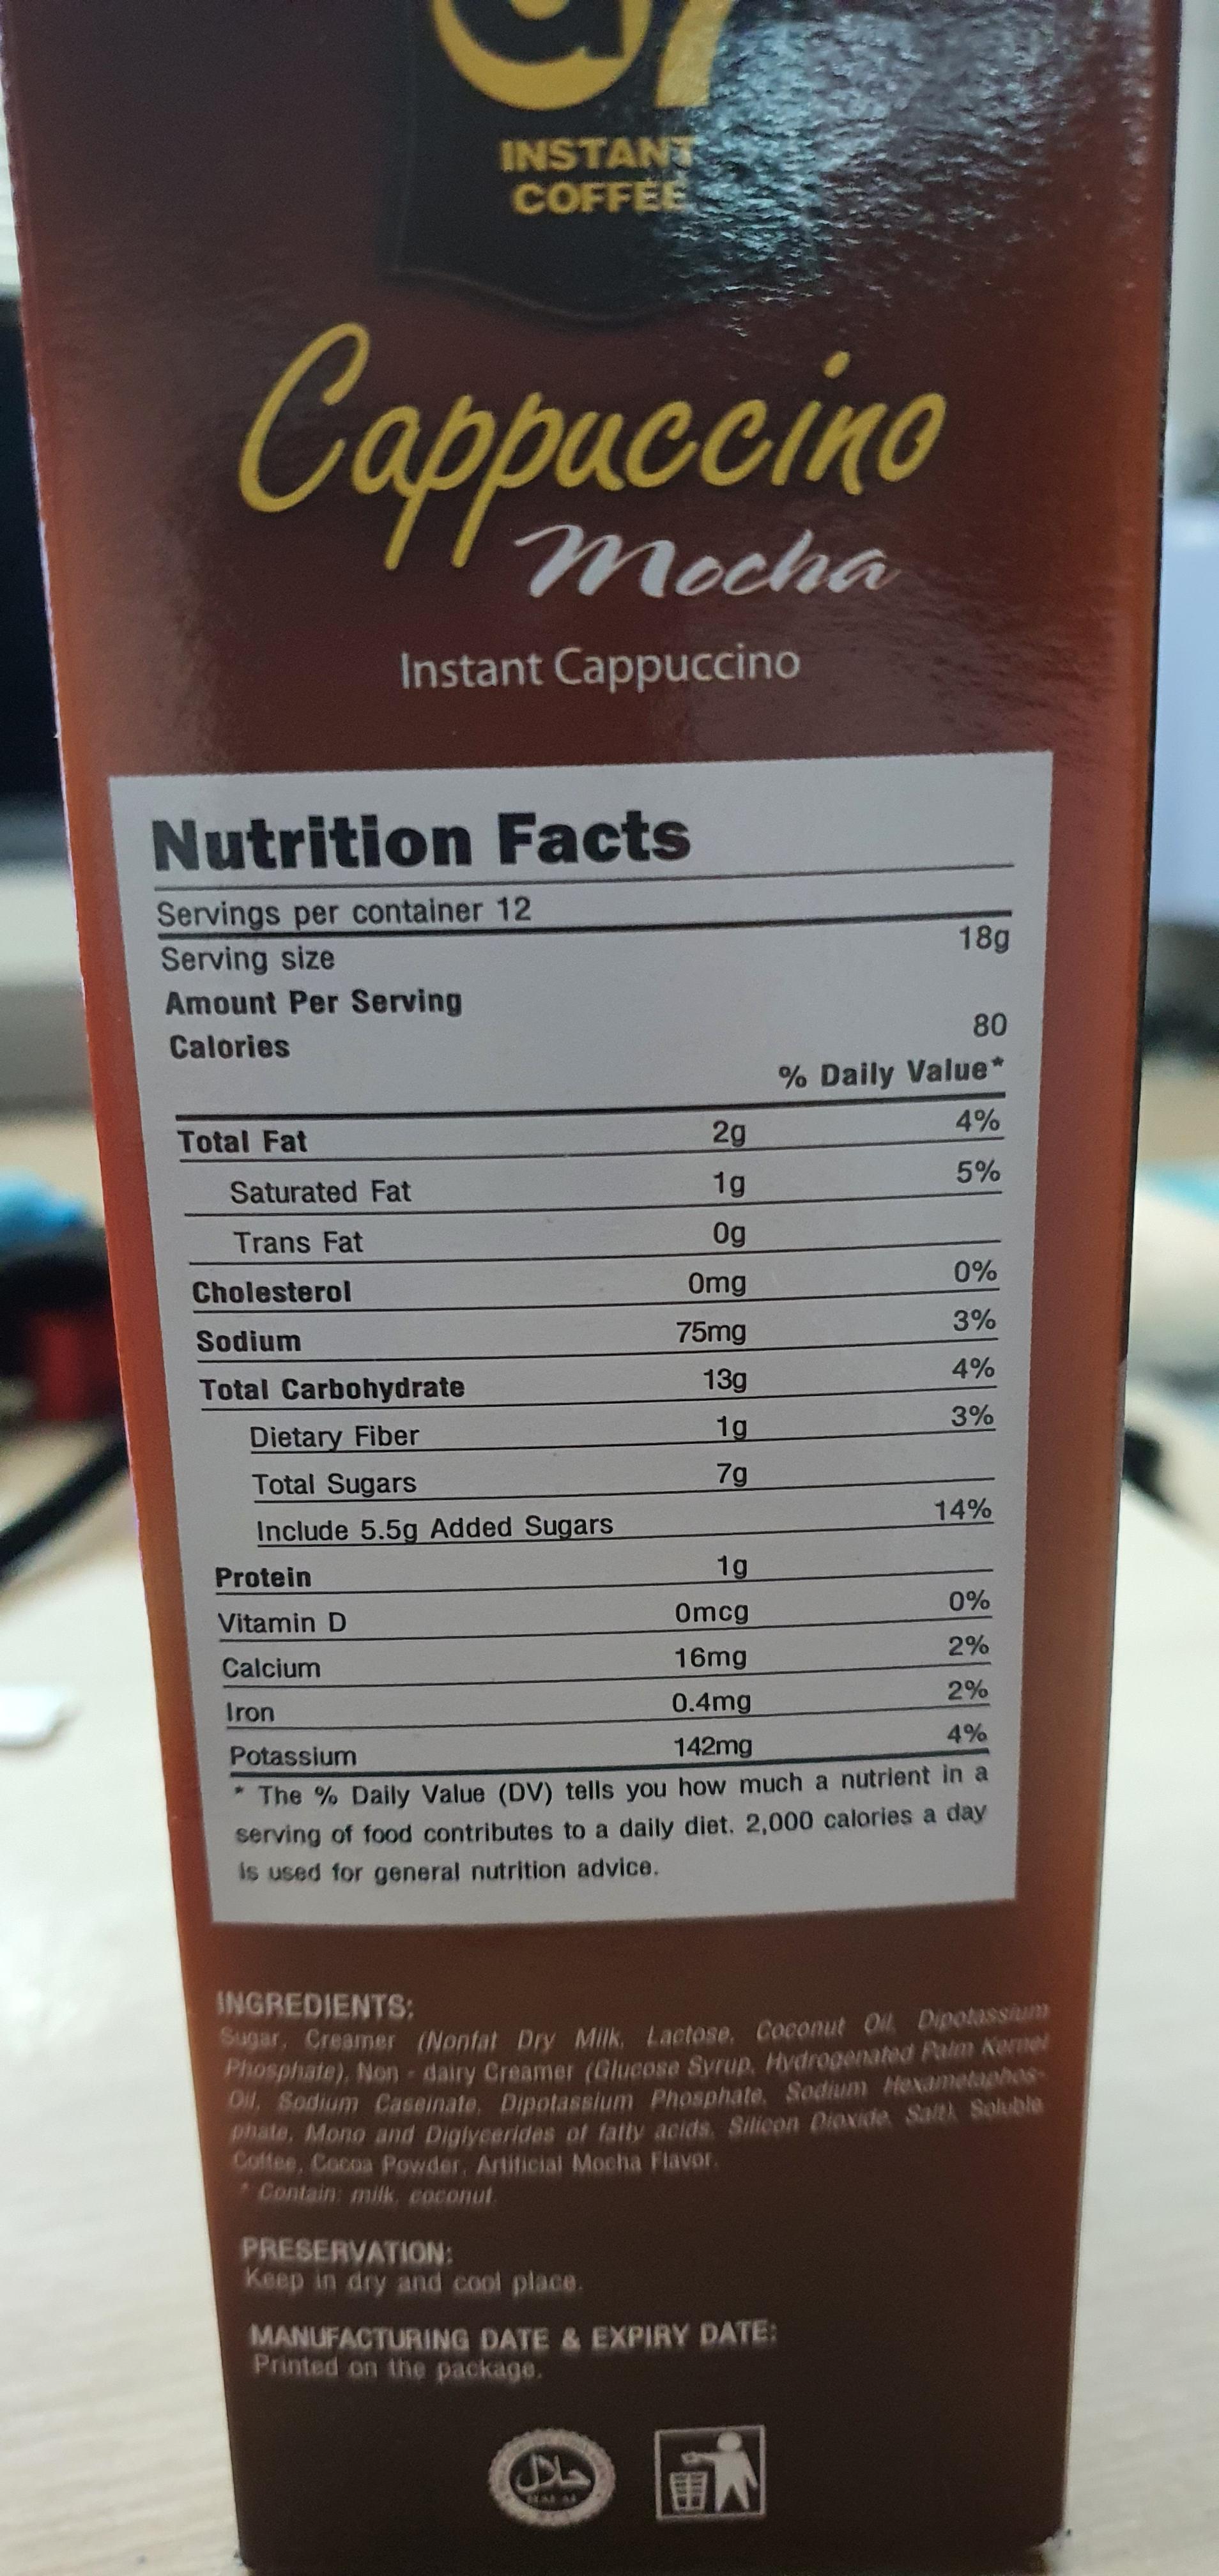 INSTANT
COFFEE
Cappuccino
Mocha
Instant Cappuccino
Nutrition Facts
Servings per container 12
Serving size 18g
Amount Per Serving
Calories 80
% Daily Value*
Total Fat 2g 4%
Saturated Fat 1g 5%
Trans Fat 0g
Cholesterol 0mg 0%
Sodium 75mg 3%
Total Carbohydrate 13g 4%
Dietary Fiber 1g 3%
Total Sugars 7g
Include 5.5g Added Sugars 14%
Protein 1g
Vitamin D 0mcg 0%
Calcium 16mg 2%
Iron 0.4mg 2%
Potassium 142mg 4%
* The % Daily Value (DV) tells you how much a nutrient in a
serving of food contributes to a daily diet. 2,000 calories a day
is used for general nutrition advice.
INGREDIENTS:
Sugar, Creamer (Nonfat Dry Milk, Lactose, Coconut Oil, Dipotassium
Phosphate), Non - dairy Creamer (Glucose Syrup, Hydrogenated Palm Kernel
Oil, Sodium Caseinate, Dipotassium Phosphate, Sodium Hexametaphos-
phate, Mono and Diglycerides of fatty acids, Silicon Dioxide, Salt), Soluble
Coffee, Cocoa Powder, Artificial Mocha Flavor.
* Contain: milk, coconut.
PRESERVATION:
Keep in dry and cool place.
MANUFACTURING DATE & EXPIRY DATE:
Printed on the package.
حلال
HALAL